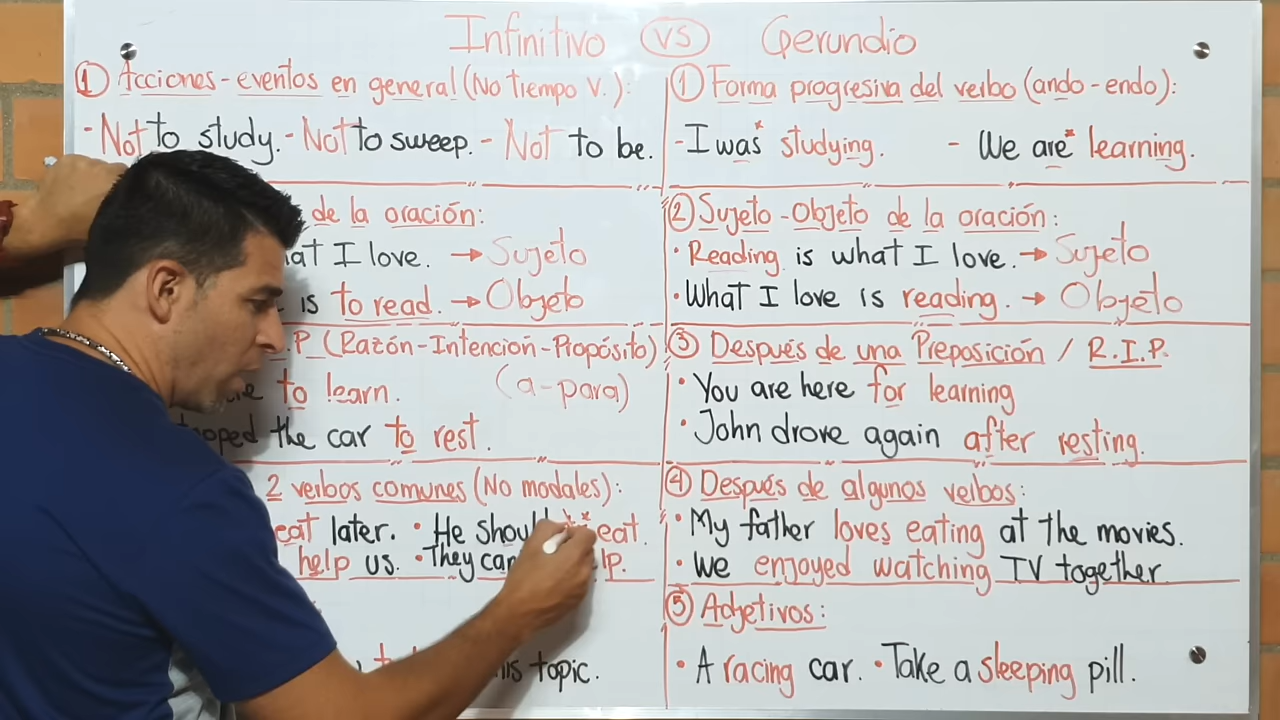 Infinitivo VS Gerundio
① Acciones-eventos en general (No tiempo V.):
-Not to study. -Not to sweep. - Not to be.
de la oración:
I love. → Sujeto
is to read. → Objeto
P (Razón-Intención-Propósito)
to learn. (a-para)
the car to rest.
2 verbos comunes (No modales):
eat later. • He eat.
help us. • They
topic.
① Forma progresiva del verbo (ando-endo):
-I was* studying. - We are* learning.
② Sujeto-Objeto de la oración:
• Reading is what I love. → Sujeto
• What I love is reading. → Objeto
③ Después de una Preposición / R.I.P.
• You are here for learning
• John drove again after resting.
④ Después de algunos verbos:
• My father loves eating at the movies.
• We enjoyed watching TV together
⑤ Adjetivos:
• A racing car. • Take a sleeping pill.